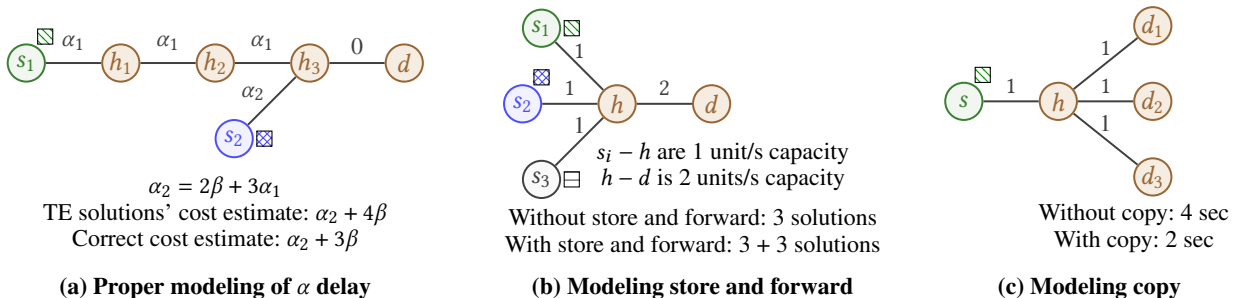 s₁ α₁ h₁ α₁ h₂ α₁ h₃ 0 d
α₂
s₂
α₂ = 2β + 3α₁
TE solutions' cost estimate: α₂ + 4β
Correct cost estimate: α₂ + 3β
(a) Proper modeling of α delay
s₁
1
s₂ 1 h 2 d
1
s₃
sᵢ − h are 1 unit/s capacity
h − d is 2 units/s capacity
Without store and forward: 3 solutions
With store and forward: 3 + 3 solutions
(b) Modeling store and forward
d₁
1
s 1 h 1 d₂
1
d₃
Without copy: 4 sec
With copy: 2 sec
(c) Modeling copy